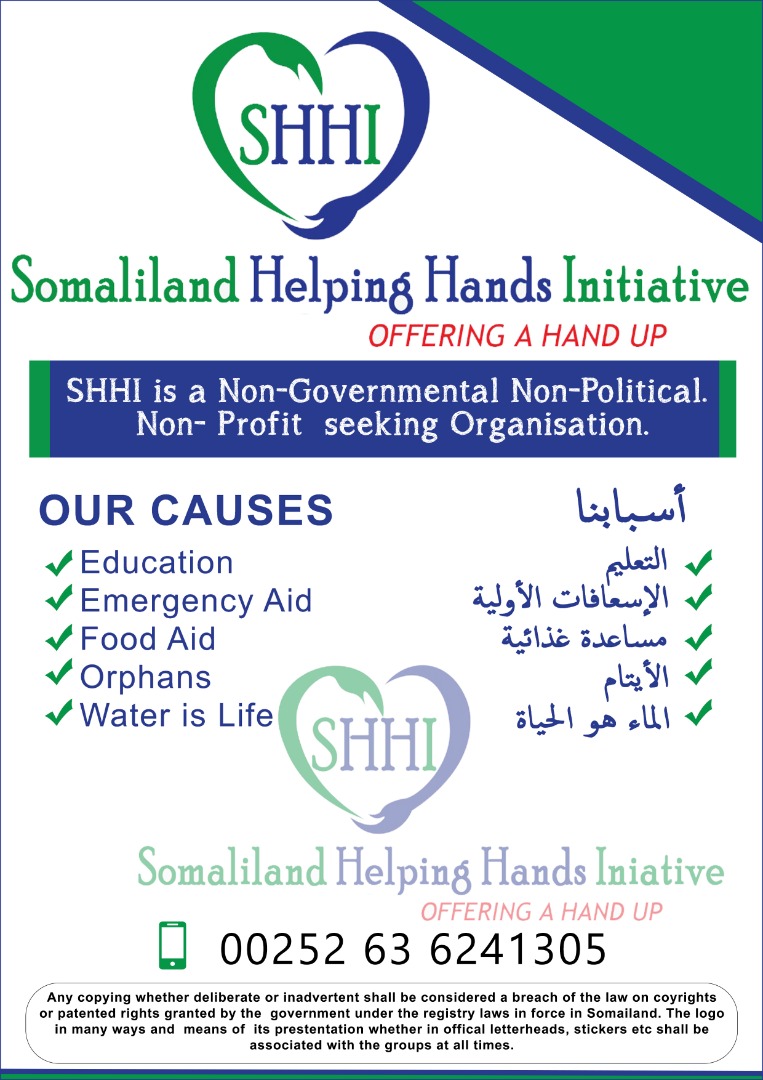 SHHI
Somaliland Helping Hands Initiative
OFFERING A HAND UP
SHHI is a Non-Governmental Non-Political.
Non- Profit seeking Organisation.
OUR CAUSES
Education
Emergency Aid
Food Aid
Orphans
Water is Life
أسبابنا
التعليم
الإسعافات الأولية
مساعدة غذائية
الأيتام
الماء هو الحياة
SHHI
Somaliland Helping Hands Iniative
OFFERING A HAND UP
00252 63 6241305
Any copying whether deliberate or inadvertent shall be considered a breach of the law on coyrights
or patented rights granted by the government under the registry laws in force in Somailand. The logo
in many ways and means of its prestentation whether in offical letterheads, stickers etc shall be
associated with the groups at all times.